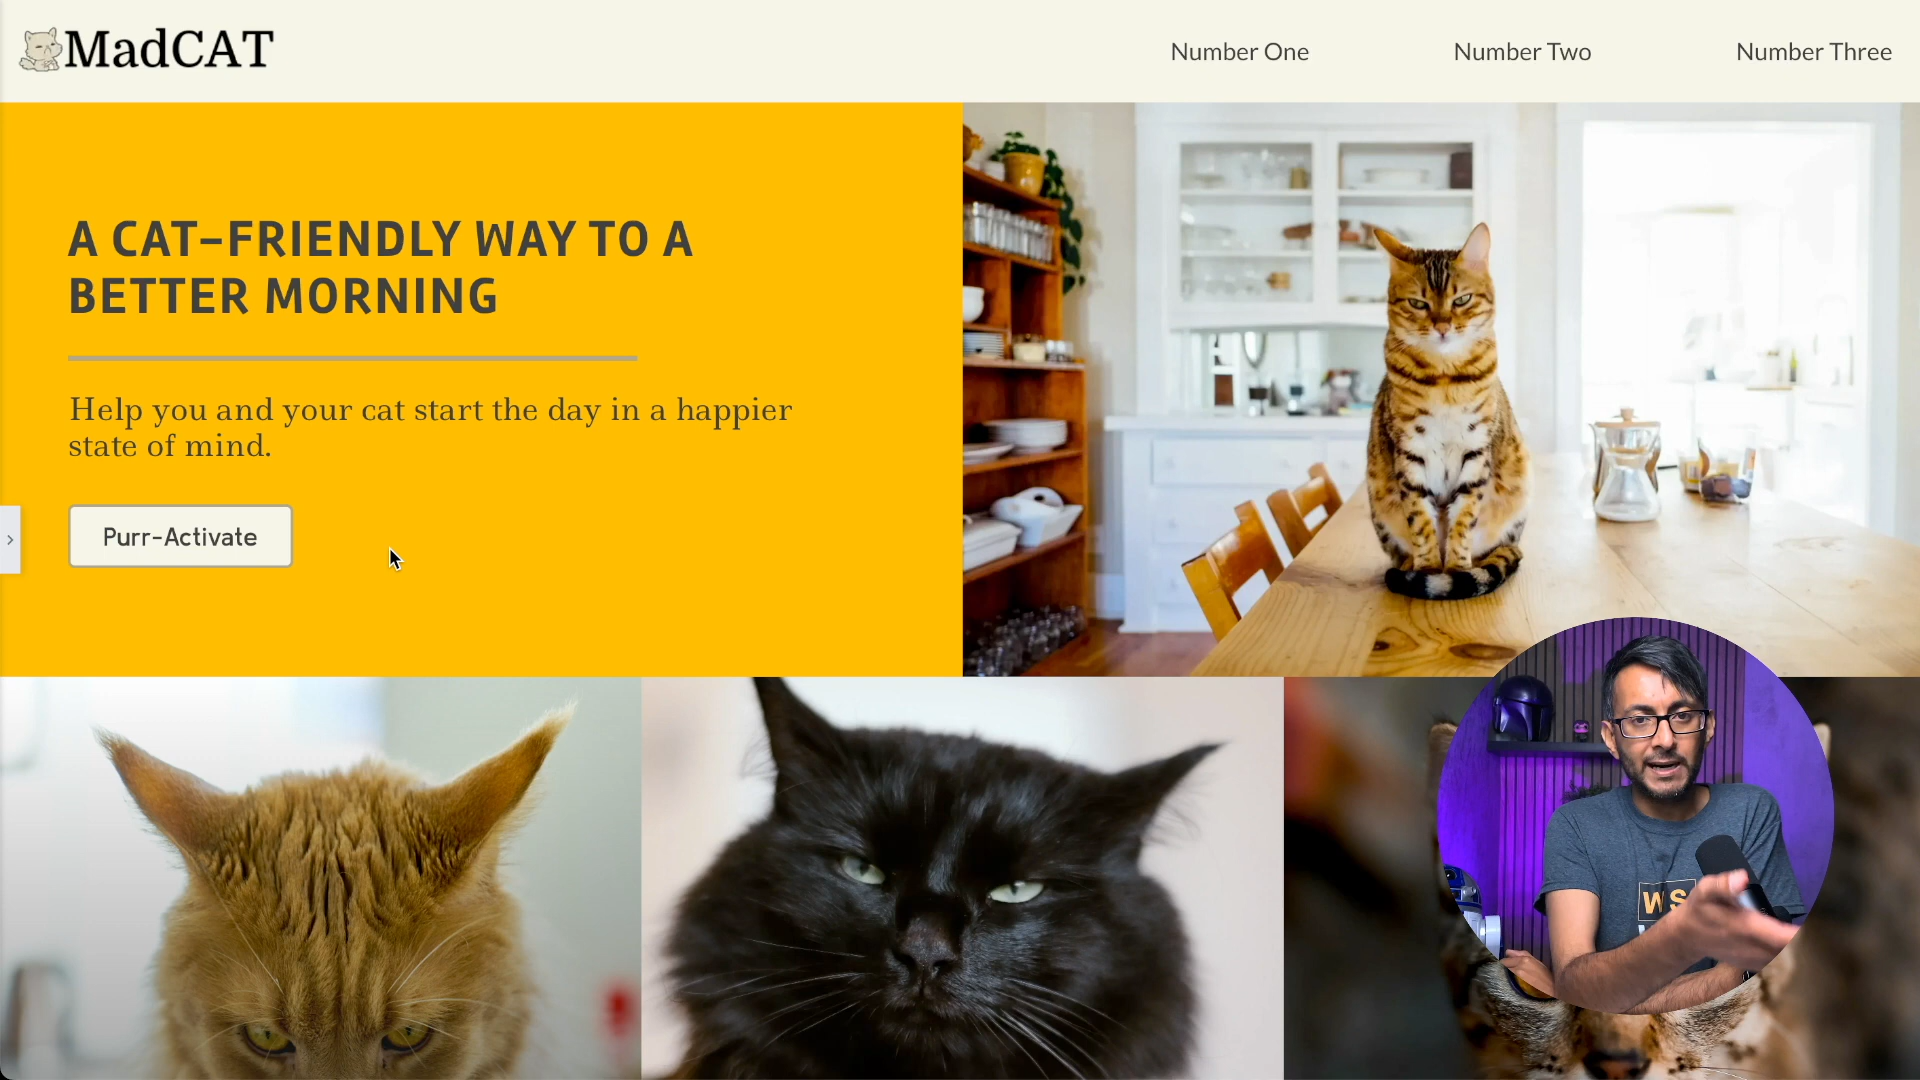 MadCAT
Number One
Number Two
Number Three
A CAT–FRIENDLY WAY TO A
BETTER MORNING
Help you and your cat start the day in a happier
state of mind.
Purr-Activate
WS